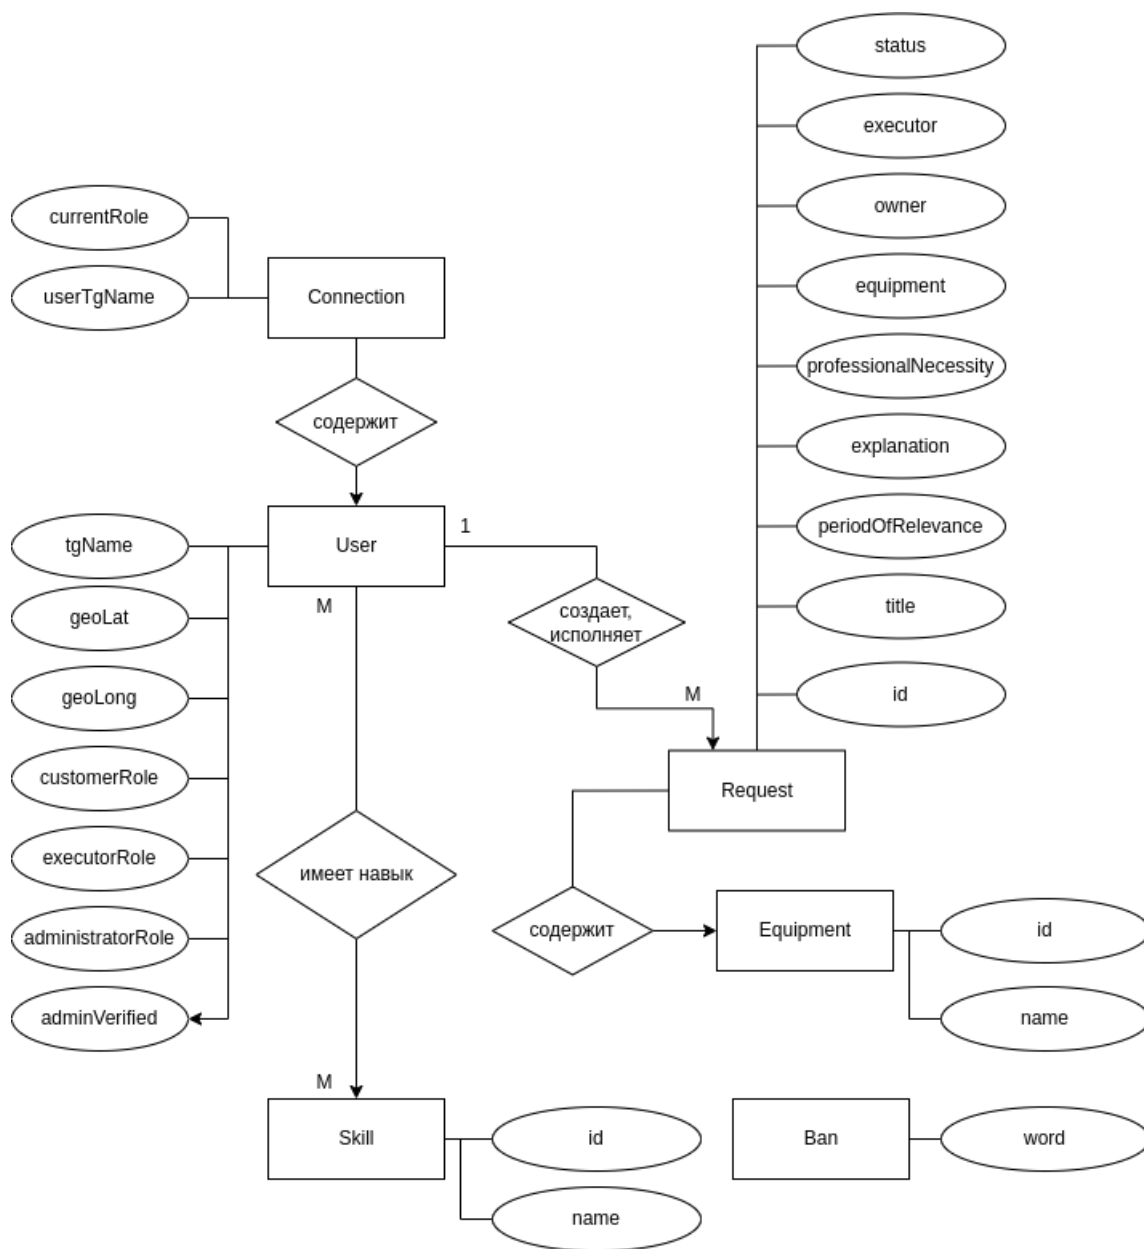 status
executor
owner
equipment
professionalNecessity
explanation
periodOfRelevance
title
id
currentRole
userTgName
Connection
содержит
User
1
M
tgName
geoLat
geoLong
customerRole
executorRole
administratorRole
adminVerified
создает,
исполняет
M
Request
имеет навык
содержит
Equipment
id
name
M
Skill
id
name
Ban
word